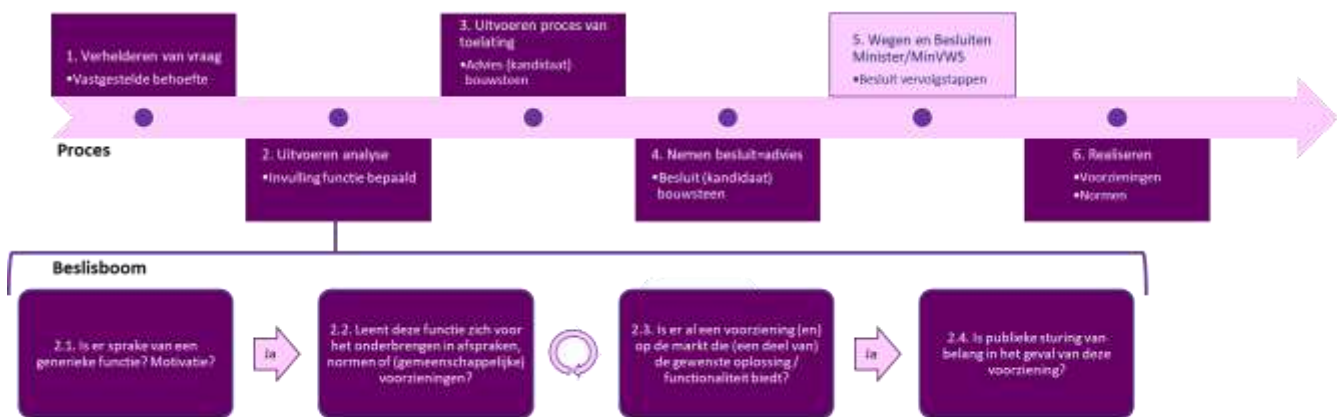 1. Verhelderen van vraag
•Vastgestelde behoefte
3. Uitvoeren proces van
toelating
•Advies (kandidaat)
bouwsteen
5. Wegen en Besluiten
Minister/MinVWS
•Besluit vervolgstappen
Proces
2. Uitvoeren analyse
•Invulling functie bepaald
4. Nemen besluit=advies
•Besluit (kandidaat)
bouwsteen
6. Realiseren
•Voorzieningen
•Normen
Beslisboom
2.1. Is er sprake van een
generieke functie? Motivatie?
Ja
2.2. Leent deze functie zich voor
het onderbrengen in afspraken,
normen of (gemeenschappelijke)
voorzieningen?
2.3. Is er al een voorziening(en)
op de markt die (een deel van)
de gewenste oplossing /
functionaliteit biedt?
Ja
2.4. Is publieke sturing van
belang in het geval van deze
voorziening?